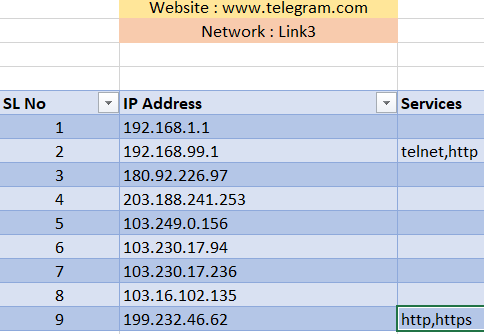 Website : www.telegram.com
Network : Link3
SL No IP Address Services
1 192.168.1.1
2 192.168.99.1 telnet,http
3 180.92.226.97
4 203.188.241.253
5 103.249.0.156
6 103.230.17.94
7 103.230.17.236
8 103.16.102.135
9 199.232.46.62 http,https